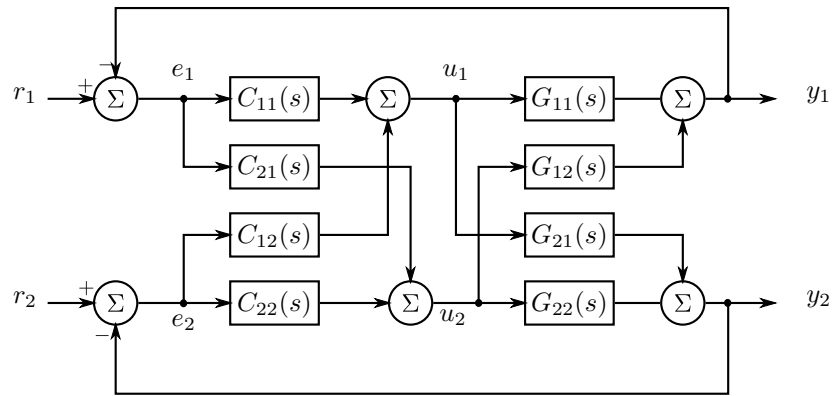 −
+
r₁
Σ
e₁
C₁₁(s)
Σ
u₁
G₁₁(s)
Σ
y₁
C₂₁(s)
G₁₂(s)
C₁₂(s)
G₂₁(s)
+
r₂
Σ
e₂
C₂₂(s)
Σ
u₂
G₂₂(s)
Σ
y₂
−